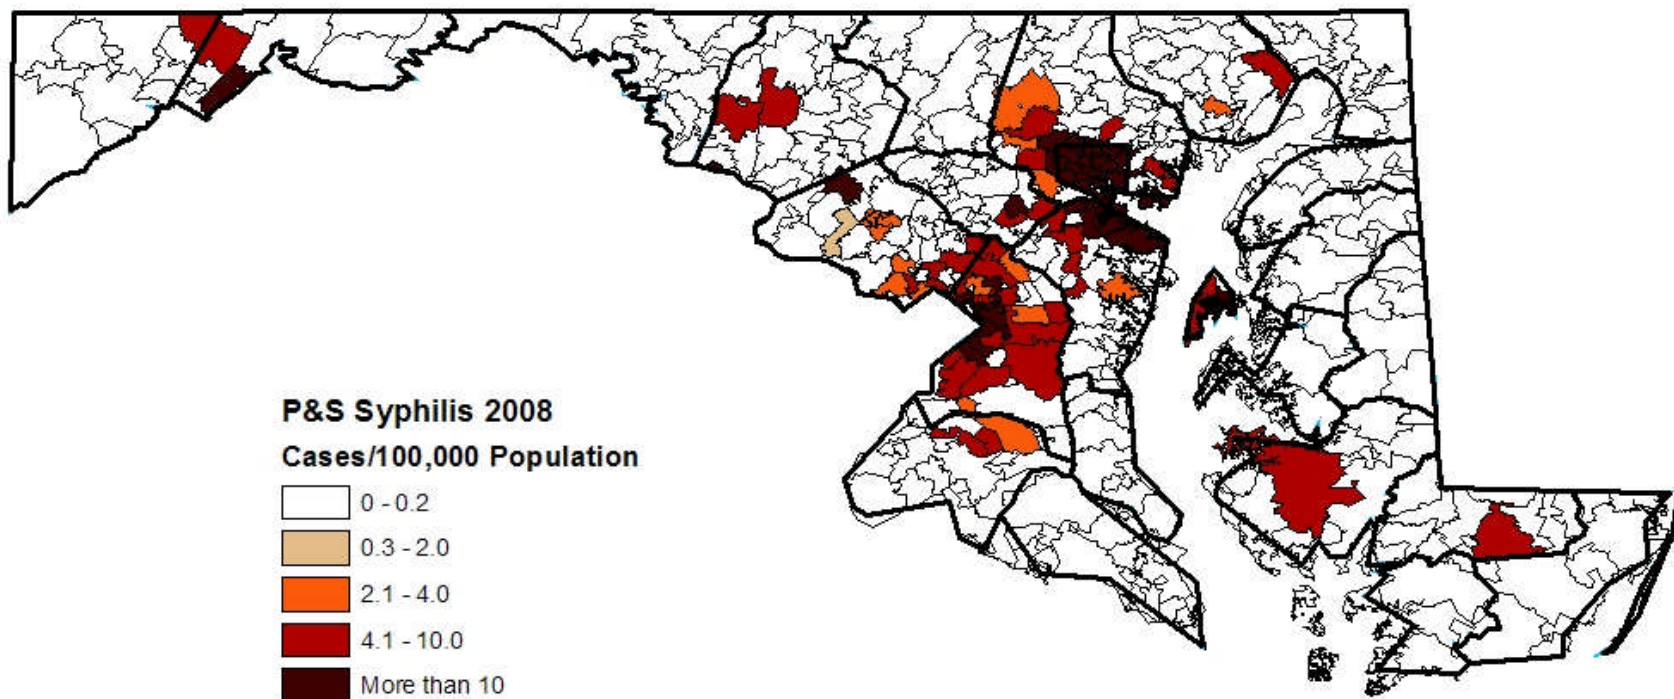 P&S Syphilis 2008
Cases/100,000 Population
0 - 0.2
0.3 - 2.0
2.1 - 4.0
4.1 - 10.0
More than 10